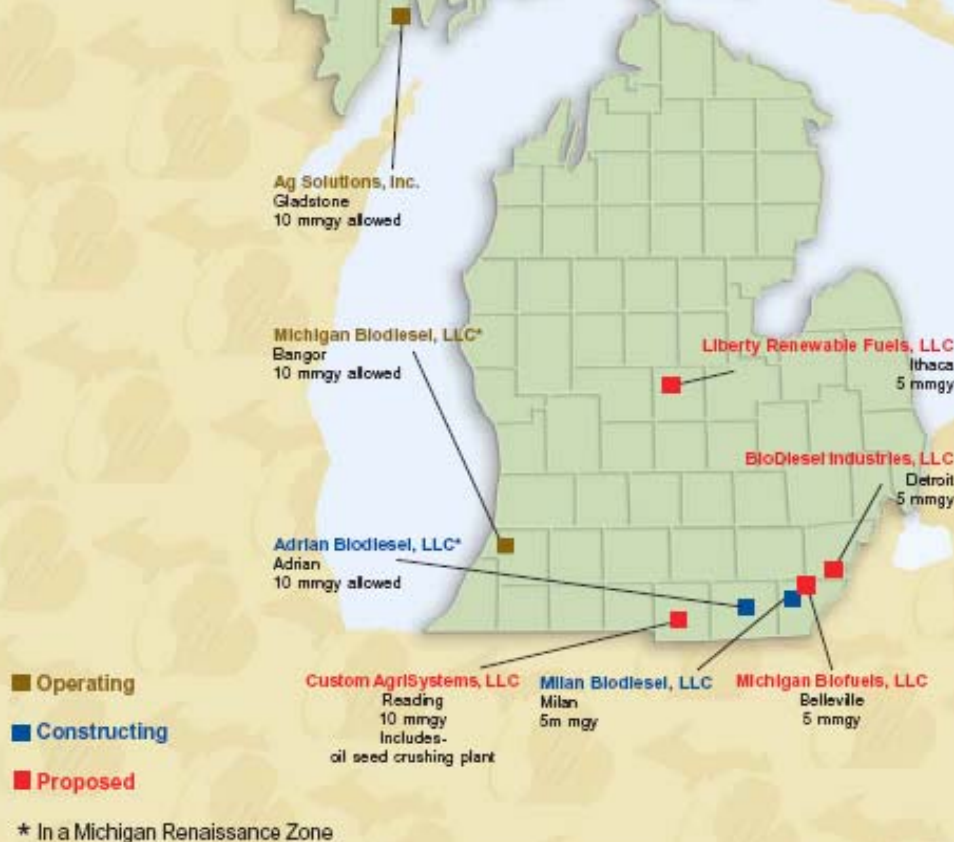 Ag Solutions, Inc.
Gladstone
10 mmgy allowed
Michigan Biodiesel, LLC*
Bangor
10 mmgy allowed
Liberty Renewable Fuels, LLC
Ithaca
5 mmgy
BioDiesel Industries, LLC
Detroit
5 mmgy
Adrian Biodiesel, LLC*
Adrian
10 mmgy allowed
Custom AgriSystems, LLC
Reading
10 mmgy
Includes-
oil seed crushing plant
Milan Biodiesel, LLC
Milan
5m mgy
Michigan Biofuels, LLC
Belleville
5 mmgy
Operating
Constructing
Proposed
* In a Michigan Renaissance Zone